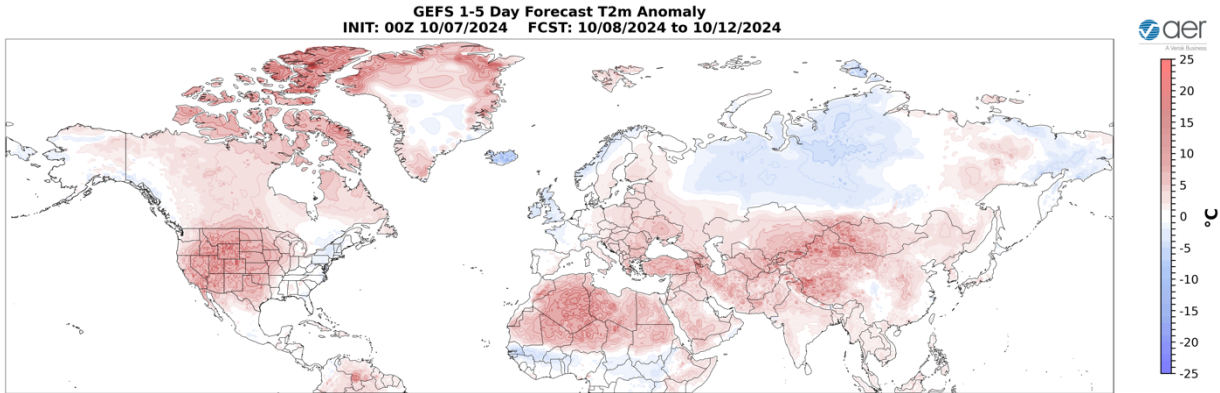 GEFS 1-5 Day Forecast T2m Anomaly
INIT: 00Z 10/07/2024 FCST: 10/08/2024 to 10/12/2024
aer
A Verisk Business
25
20
15
10
5
0
-5
-10
-15
-20
-25
°C